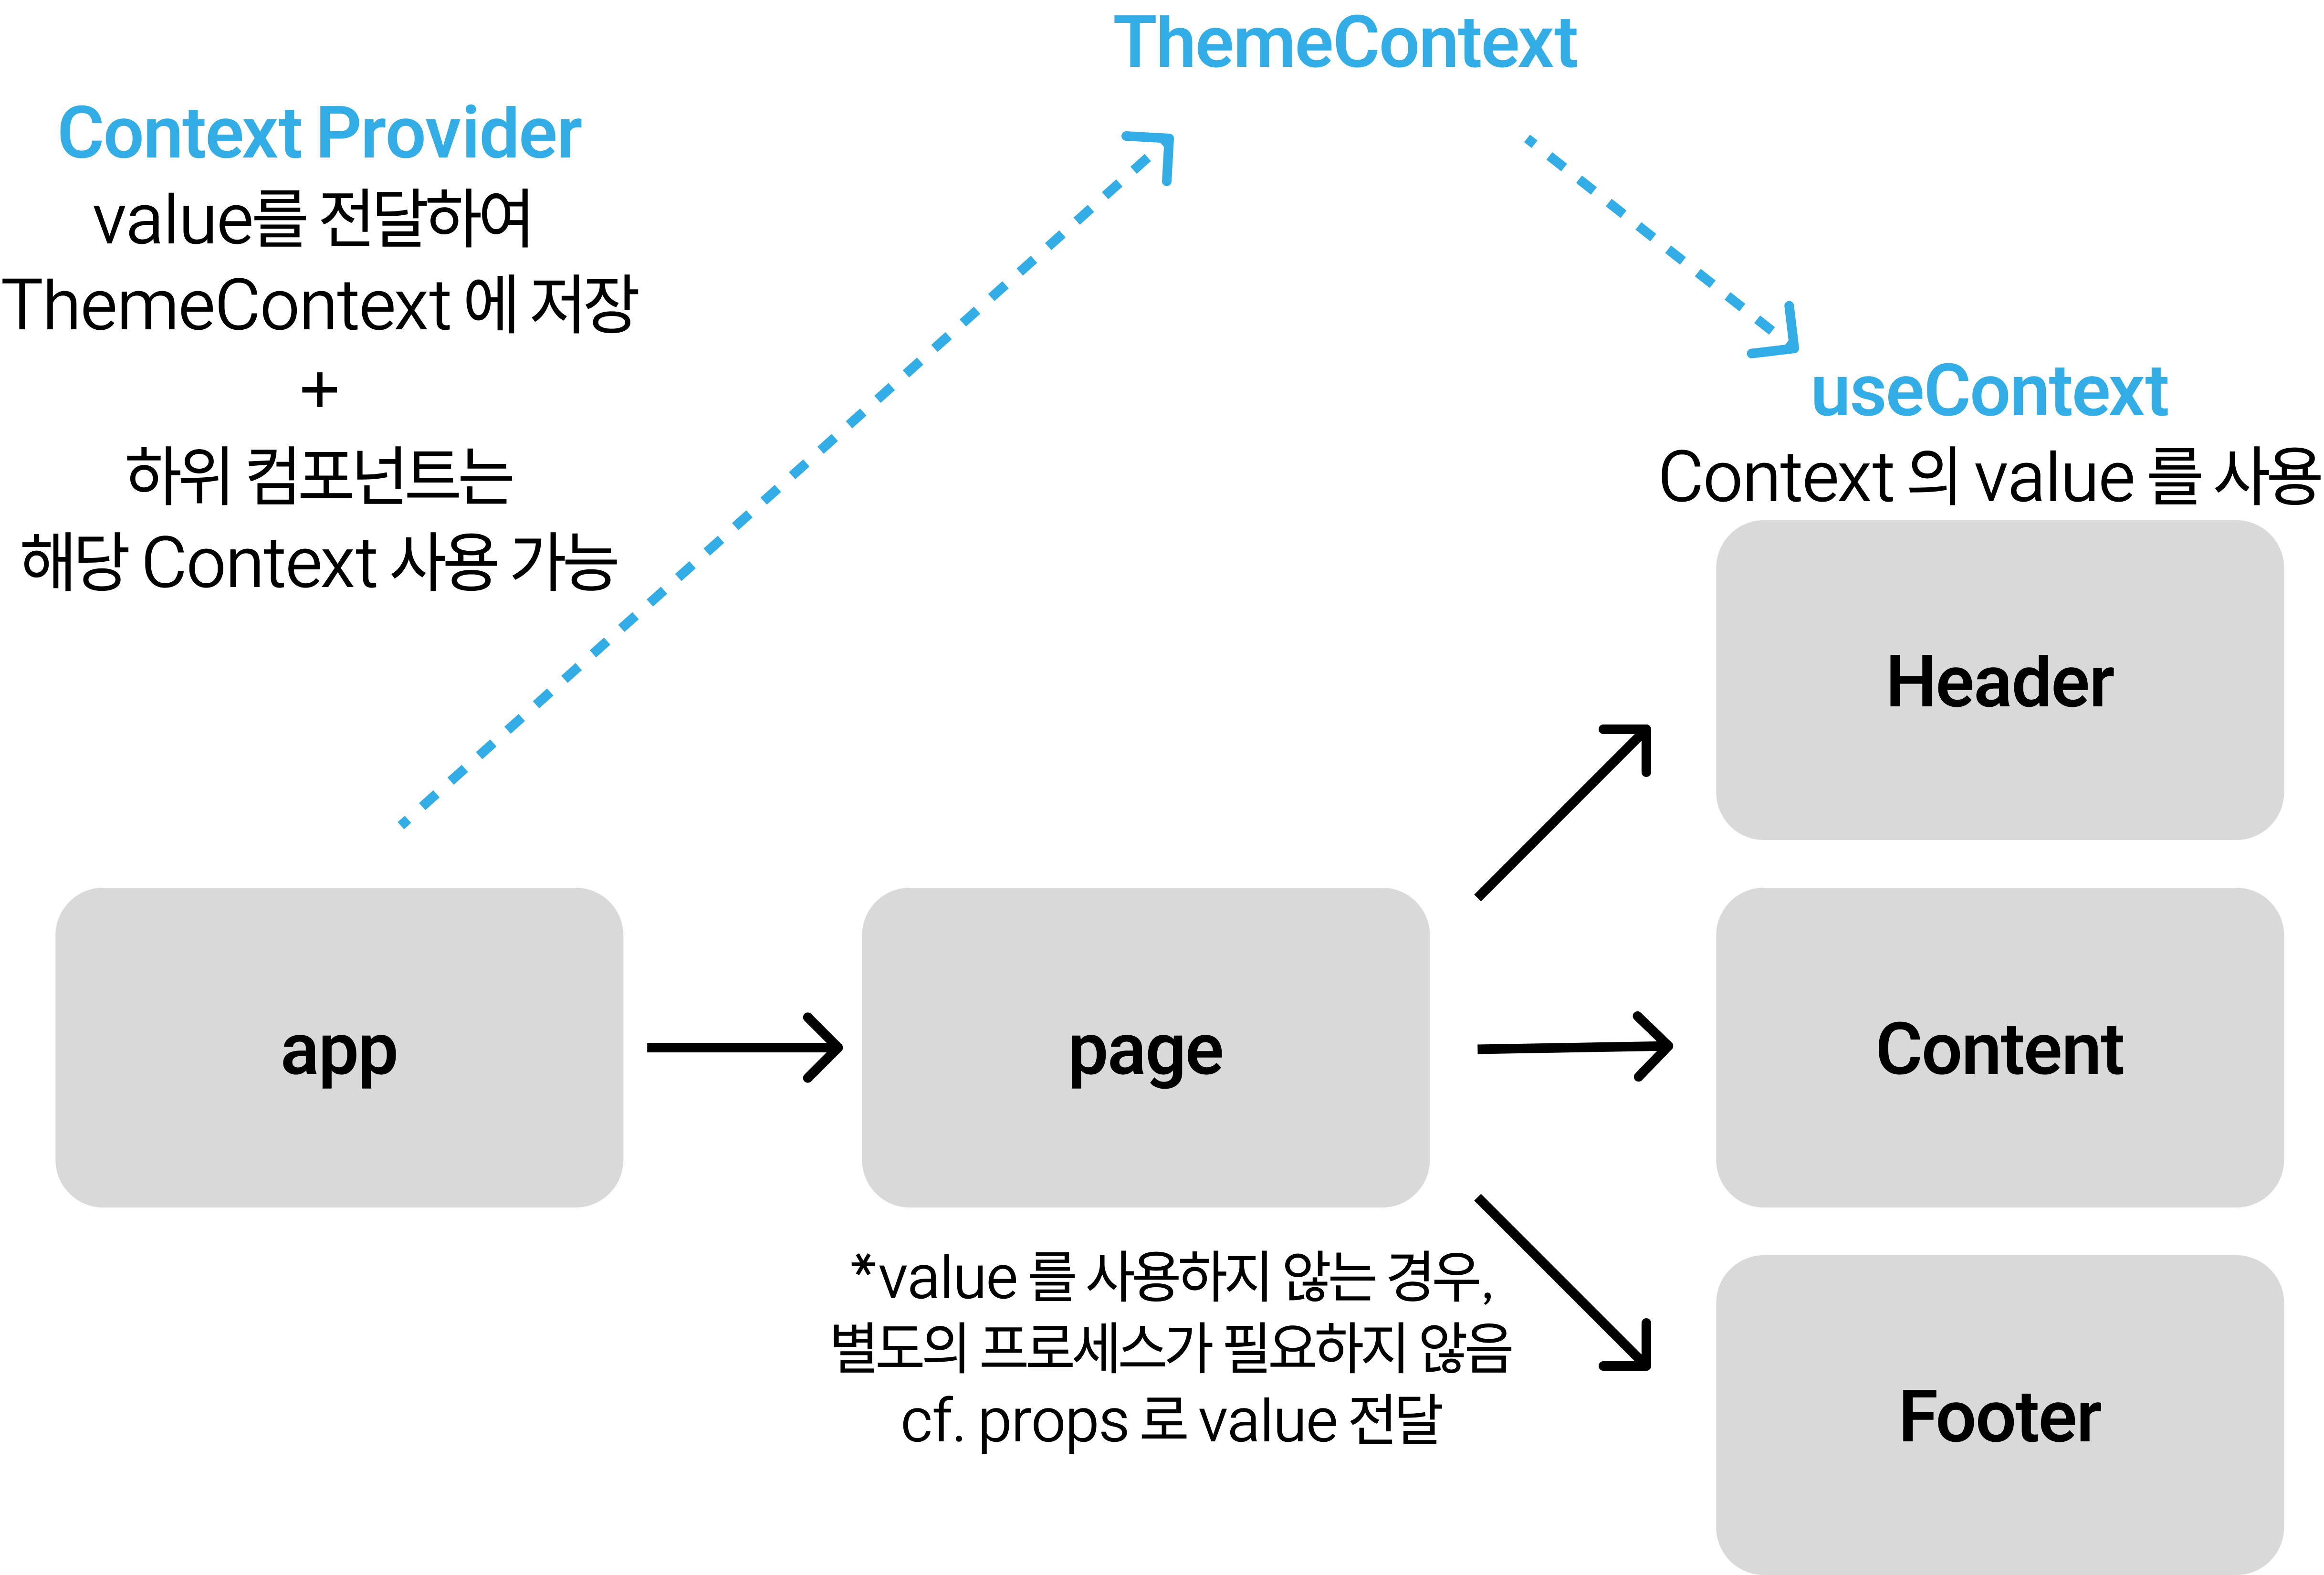 ThemeContext
Context Provider
value를 전달하여
ThemeContext 에 저장
+
하위 컴포넌트는
해당 Context 사용 가능
useContext
Context 의 value 를 사용
Header
app
page
Content
*value 를 사용하지 않는 경우,
별도의 프로세스가 필요하지 않음
cf. props 로 value 전달
Footer